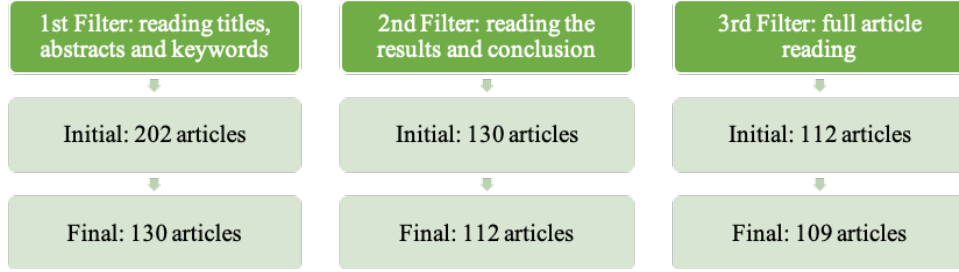 1st Filter: reading titles,
abstracts and keywords
Initial: 202 articles
Final: 130 articles
2nd Filter: reading the
results and conclusion
Initial: 130 articles
Final: 112 articles
3rd Filter: full article
reading
Initial: 112 articles
Final: 109 articles